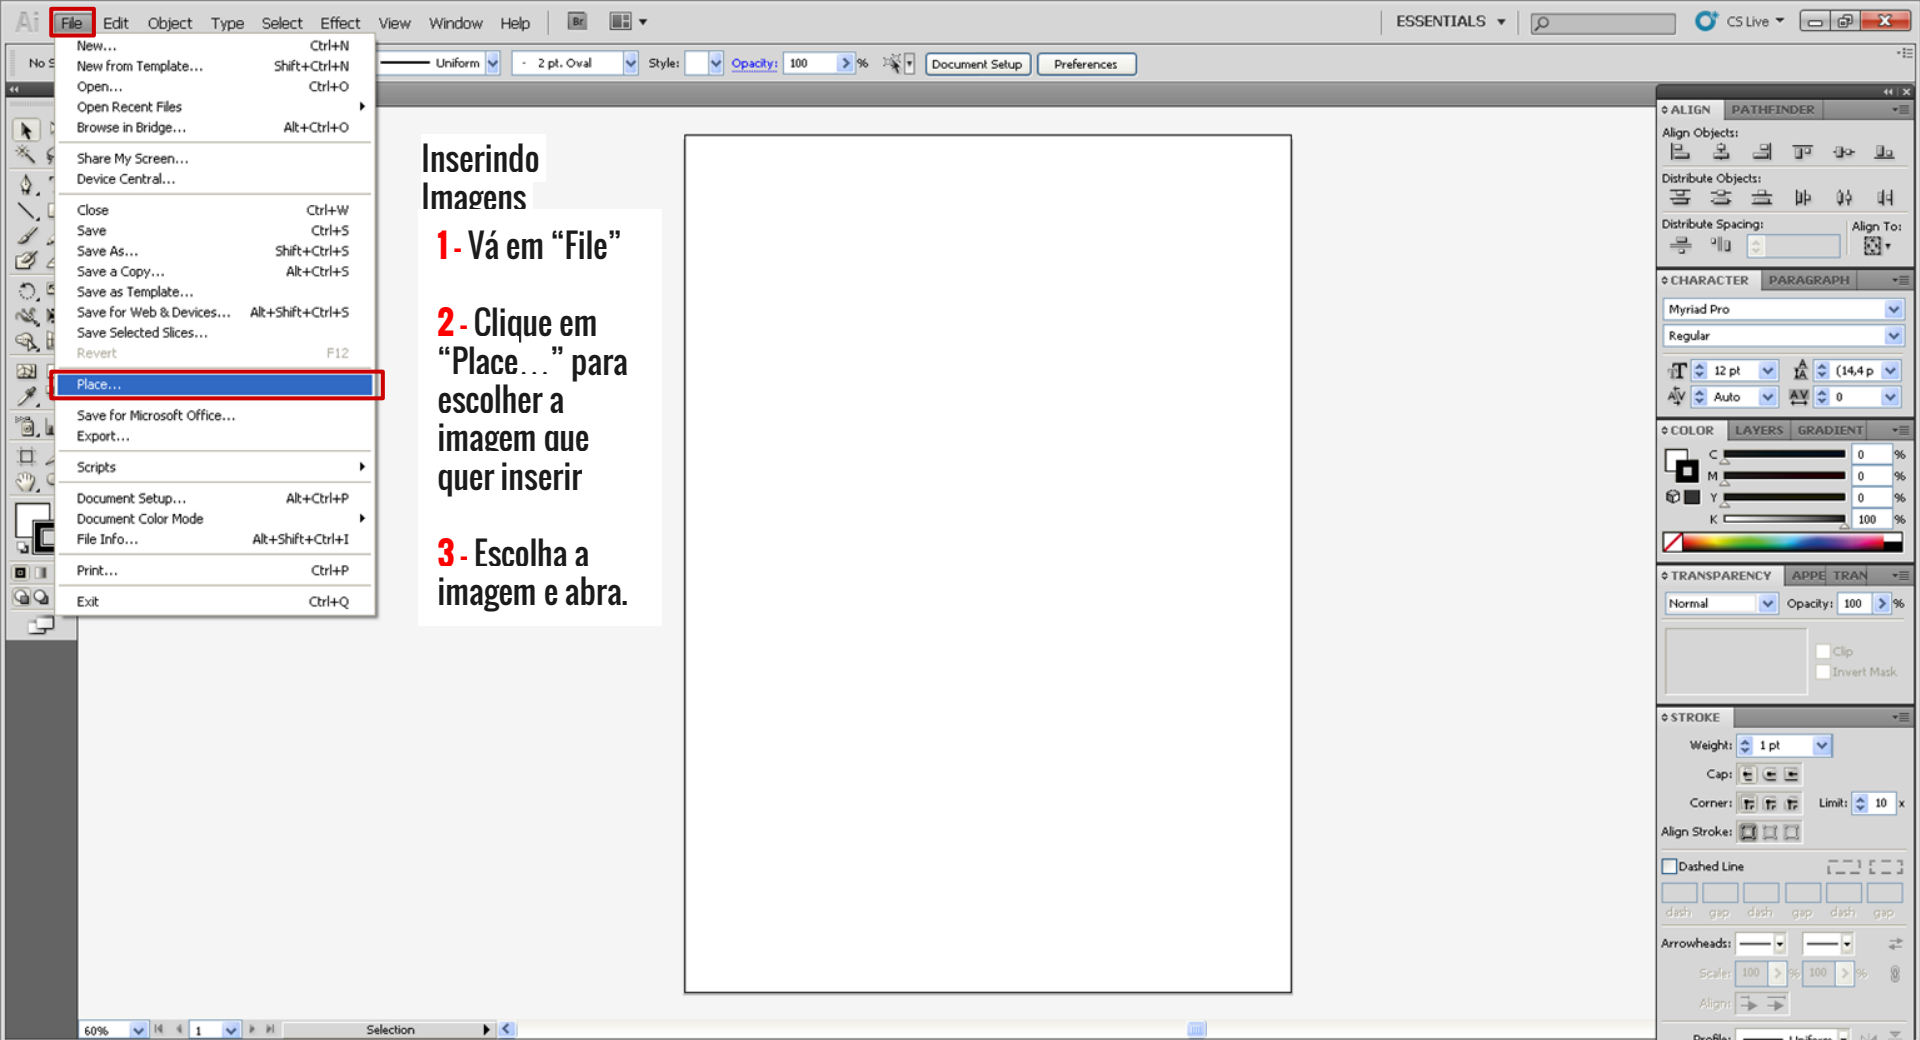 Ai File Edit Object Type Select Effect View Window Help Br ESSENTIALS CS Live
Uniform 2 pt. Oval Style: Opacity: 100 % Document Setup Preferences
New... Ctrl+N
New from Template... Shift+Ctrl+N
Open... Ctrl+O
Open Recent Files
Browse in Bridge... Alt+Ctrl+O
Share My Screen...
Device Central...
Close Ctrl+W
Save Ctrl+S
Save As... Shift+Ctrl+S
Save a Copy... Alt+Ctrl+S
Save as Template...
Save for Web & Devices... Alt+Shift+Ctrl+S
Save Selected Slices...
Revert F12
Place...
Save for Microsoft Office...
Export...
Scripts
Document Setup... Alt+Ctrl+P
Document Color Mode
File Info... Alt+Shift+Ctrl+I
Print... Ctrl+P
Exit Ctrl+Q
Inserindo
Imagens
1 - Vá em “File”
2 - Clique em
“Place...” para
escolher a
imagem que
quer inserir
3 - Escolha a
imagem e abra.
ALIGN PATHFINDER
Align Objects:
Distribute Objects:
Distribute Spacing: Align To:
CHARACTER PARAGRAPH
Myriad Pro
Regular
12 pt (14,4 p
Auto 0
COLOR LAYERS GRADIENT
C 0 %
M 0 %
Y 0 %
K 100 %
TRANSPARENCY APPE TRAN
Normal Opacity: 100 %
Clip
Invert Mask
STROKE
Weight: 1 pt
Cap:
Corner: Limit: 10 x
Align Stroke:
Dashed Line
dash gap dash gap dash gap
Arrowheads:
Scale: 100 % 100 %
Align:
Profile: Uniform
60% 1 Selection